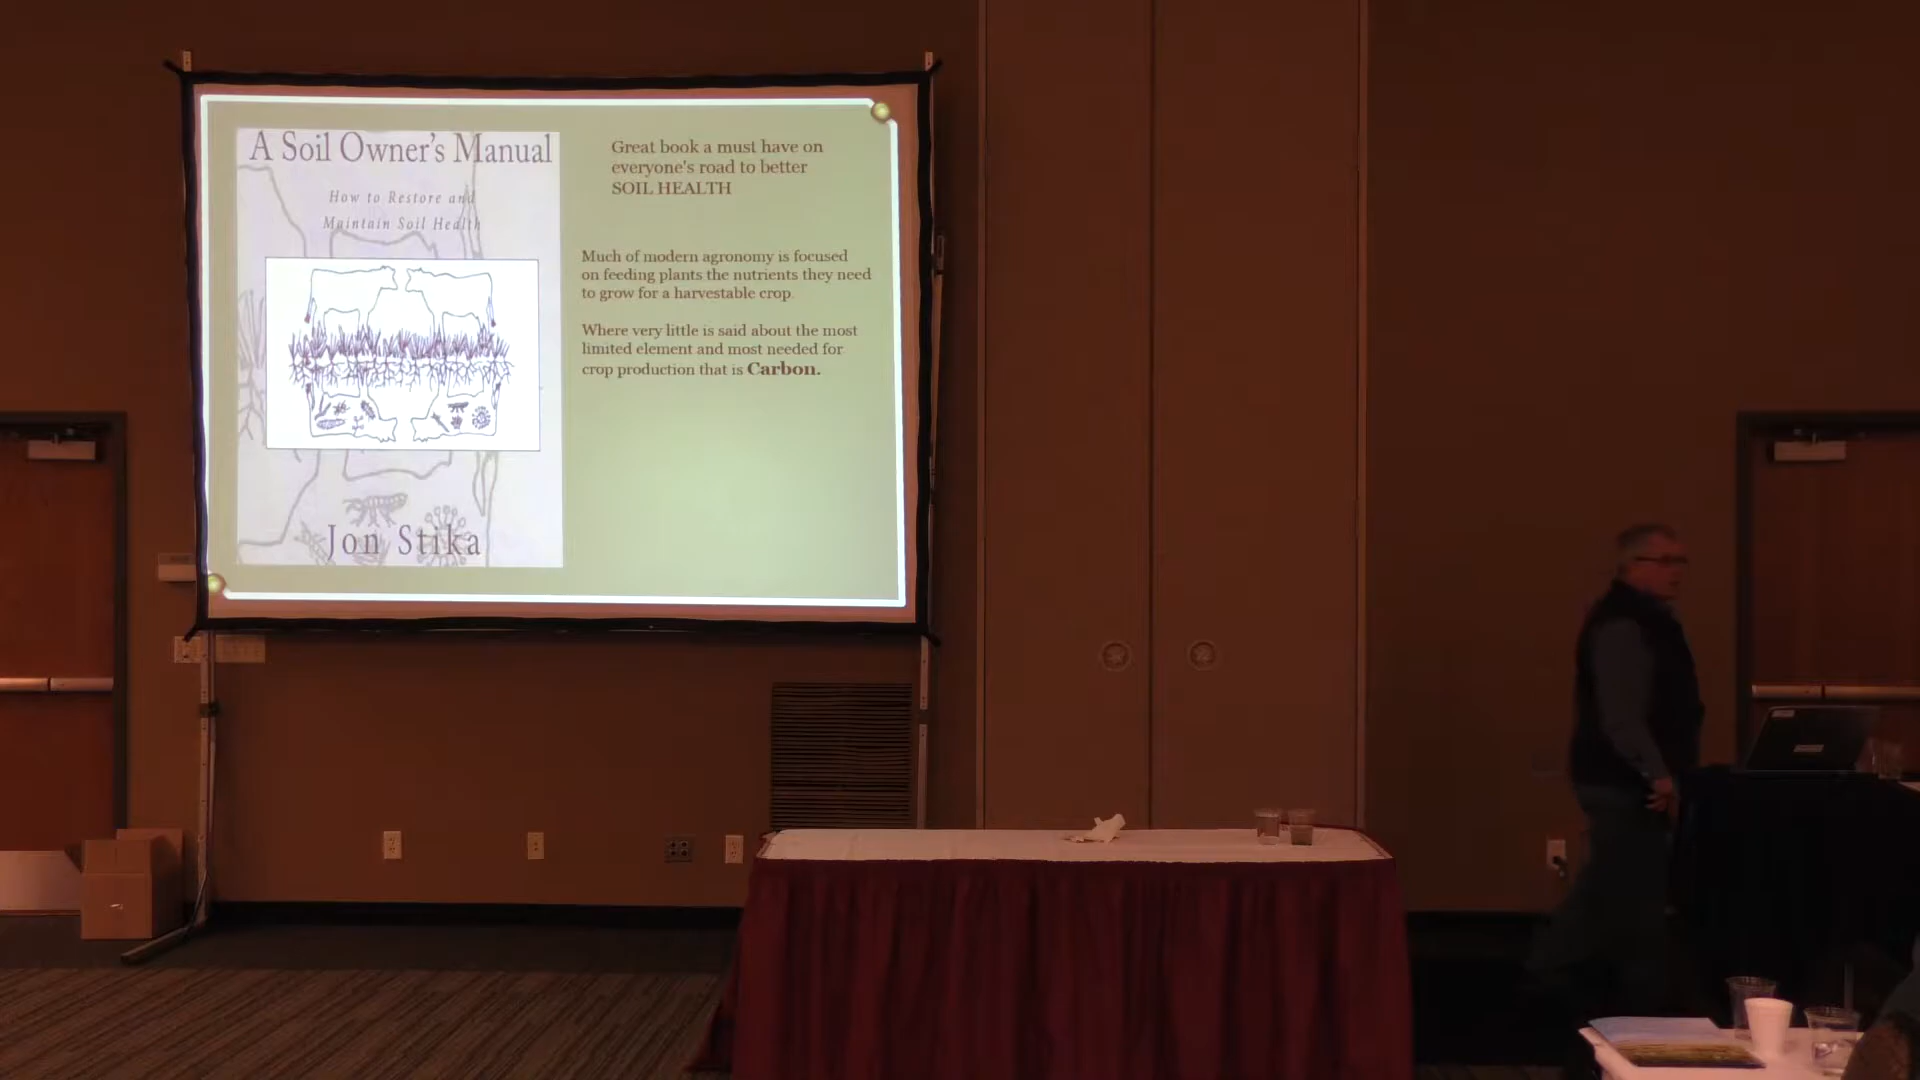 A Soil Owner's Manual
How to Restore and
Maintain Soil Health
Jon Stika
Great book a must have on
everyone's road to better
SOIL HEALTH
Much of modern agronomy is focused
on feeding plants the nutrients they need
to grow for a harvestable crop.
Where very little is said about the most
limited element and most needed for
crop production that is Carbon.